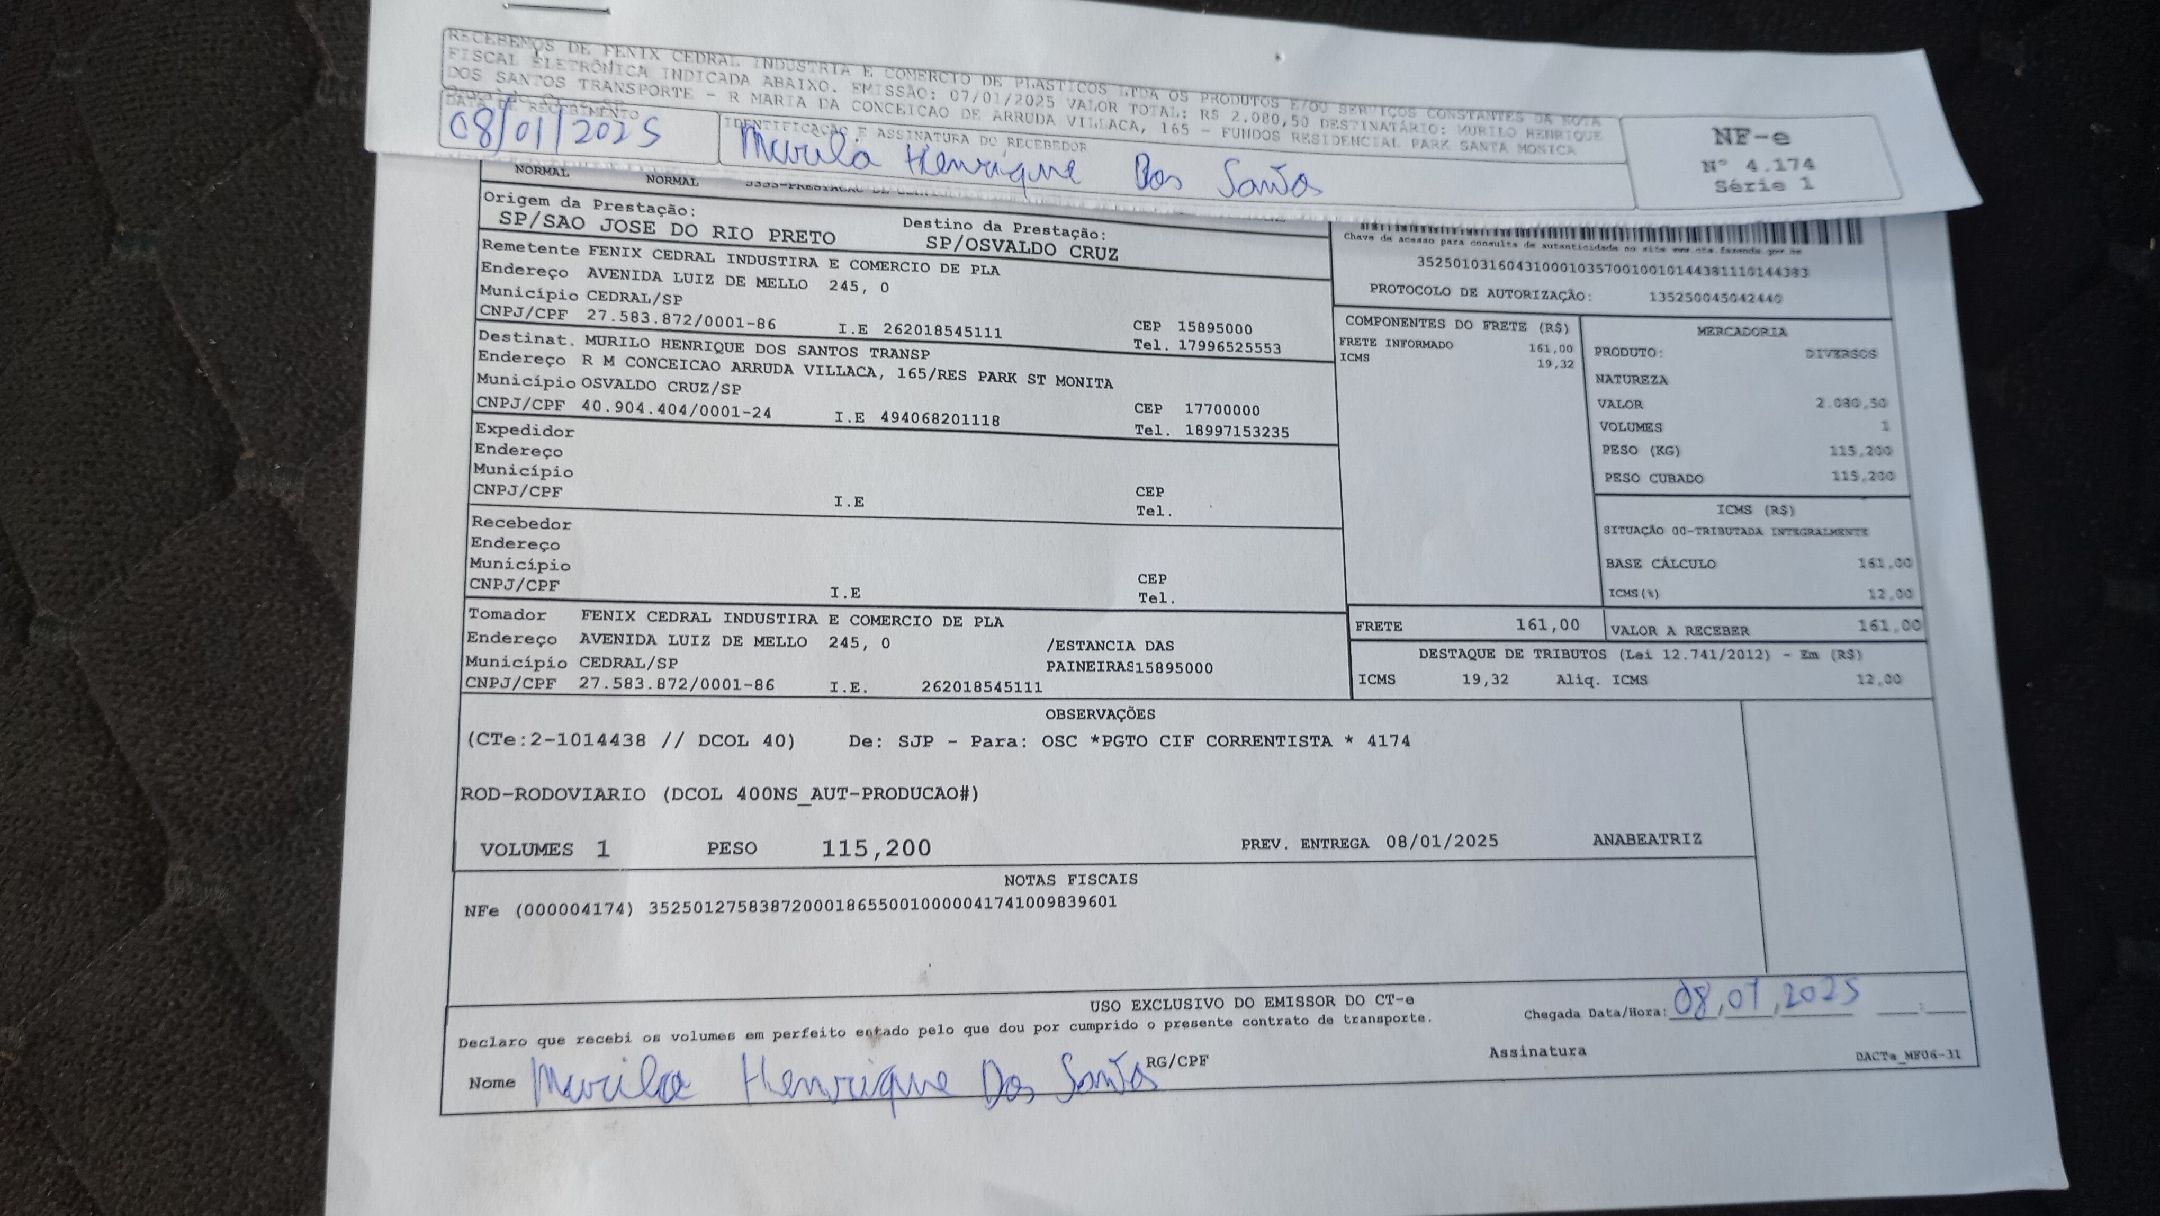 RECEBEMOS DE FENIX CEDRAL INDUSTRIA E COMERCIO DE PLASTICOS LTDA OS PRODUTOS E/OU SERVIÇOS CONSTANTES DA NOTA
FISCAL ELETRÔNICA INDICADA ABAIXO. EMISSÃO: 07/01/2025 VALOR TOTAL: R$ 2.080,50 DESTINATÁRIO: MURILO HENRIQUE
DOS SANTOS TRANSPORTE - R MARIA DA CONCEICAO DE ARRUDA VILLACA, 165 - FUNDOS RESIDENCIAL PARK SANTA MONICA
DATA DE RECEBIMENTO
08/01/2025
IDENTIFICAÇÃO E ASSINATURA DO RECEBEDOR
Murilo Henrique Dos Santos
NF-e
Nº 4.174
Série 1
NORMAL NORMAL
Origem da Prestação:
SP/SAO JOSE DO RIO PRETO
Destino da Prestação:
SP/OSVALDO CRUZ
Remetente FENIX CEDRAL INDUSTIRA E COMERCIO DE PLA
Endereço AVENIDA LUIZ DE MELLO 245, 0
Município CEDRAL/SP
CNPJ/CPF 27.583.872/0001-86 I.E 262018545111
CEP 15895000
Tel. 17996525553
Destinat. MURILO HENRIQUE DOS SANTOS TRANSP
Endereço R M CONCEICAO ARRUDA VILLACA, 165/RES PARK ST MONITA
Município OSVALDO CRUZ/SP
CNPJ/CPF 40.904.404/0001-24 I.E 494068201118
CEP 17700000
Tel. 18997153235
Expedidor
Endereço
Município
CNPJ/CPF I.E
CEP
Tel.
Recebedor
Endereço
Município
CNPJ/CPF I.E
CEP
Tel.
Tomador FENIX CEDRAL INDUSTIRA E COMERCIO DE PLA
Endereço AVENIDA LUIZ DE MELLO 245, 0 /ESTANCIA DAS
Município CEDRAL/SP PAINEIRAS15895000
CNPJ/CPF 27.583.872/0001-86 I.E. 262018545111
Chave de acesso para consulta de autenticidade no site www.cte.fazenda.gov.br
35250103160431000103570010010144381110144383
PROTOCOLO DE AUTORIZAÇÃO: 135250045042440
COMPONENTES DO FRETE (R$)
FRETE INFORMADO 161,00
ICMS 19,32
MERCADORIA
PRODUTO: DIVERSOS
NATUREZA
VALOR 2.080,50
VOLUMES 1
PESO (KG) 115,200
PESO CUBADO 115,200
ICMS (R$)
SITUAÇÃO 00-TRIBUTADA INTEGRALMENTE
BASE CÁLCULO 161,00
ICMS(%) 12,00
FRETE 161,00 VALOR A RECEBER 161,00
DESTAQUE DE TRIBUTOS (Lei 12.741/2012) - Em (R$)
ICMS 19,32 Aliq. ICMS 12,00
OBSERVAÇÕES
(CTe:2-1014438 // DCOL 40) De: SJP - Para: OSC *PGTO CIF CORRENTISTA * 4174
ROD-RODOVIARIO (DCOL 400NS_AUT-PRODUCAO#)
VOLUMES 1 PESO 115,200 PREV. ENTREGA 08/01/2025 ANABEATRIZ
NOTAS FISCAIS
NFe (000004174) 35250127583872000186550010000041741009839601
USO EXCLUSIVO DO EMISSOR DO CT-e
Declaro que recebi os volumes em perfeito estado pelo que dou por cumprido o presente contrato de transporte.
Chegada Data/Hora: 08,01,2025 :
Nome Murilo Henrique Dos Santos RG/CPF Assinatura DACTe_MF06-31